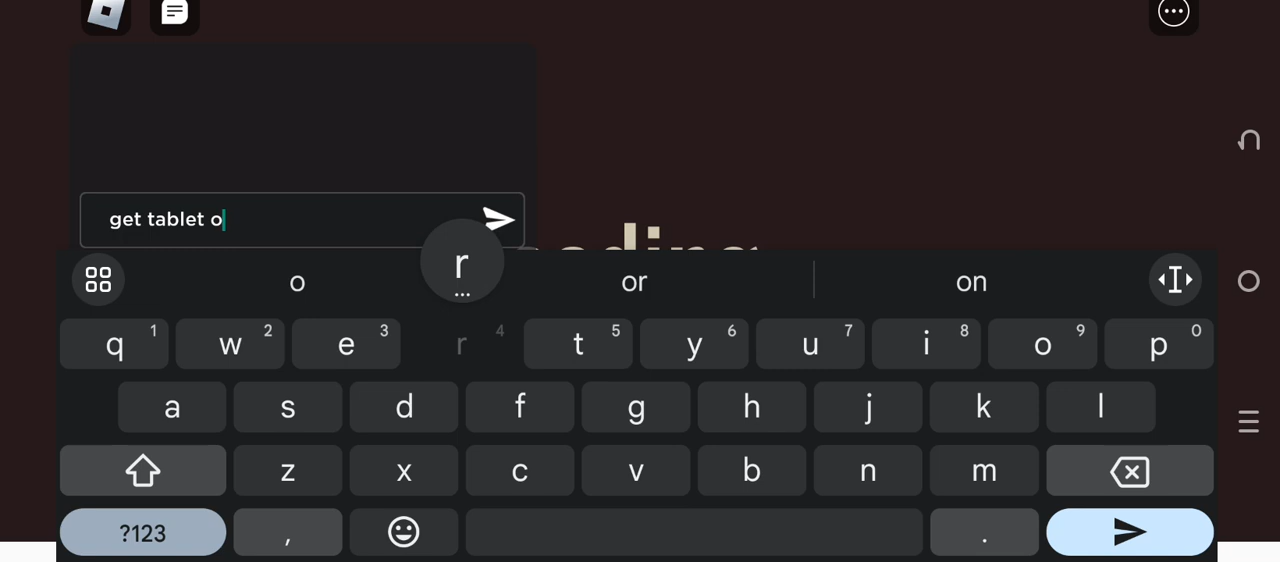 get tablet o
r
o or on
q 1 w 2 e 3 r 4 t 5 y 6 u 7 i 8 o 9 p 0
a s d f g h j k l
z x c v b n m
?123 , .